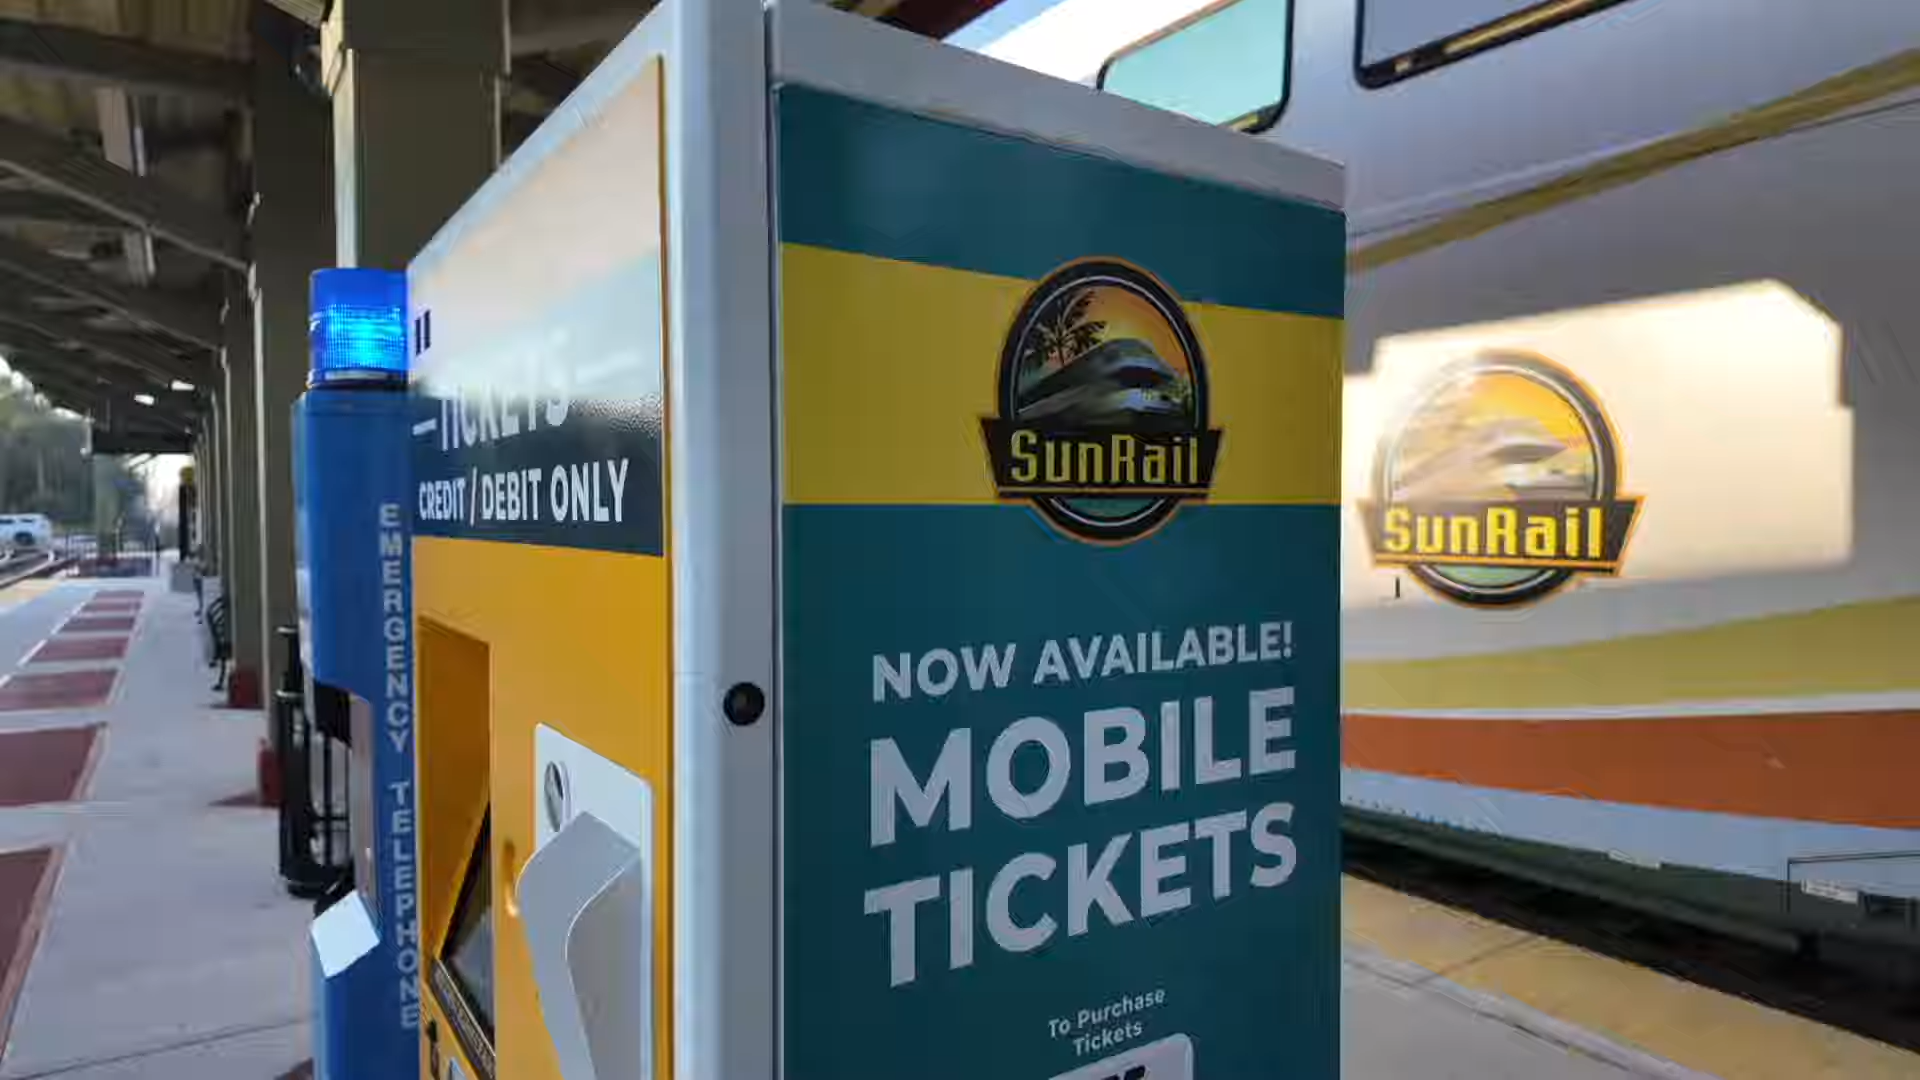 TICKETS
CREDIT / DEBIT ONLY
EMERGENCY TELEPHONE
SunRail
NOW AVAILABLE!
MOBILE
TICKETS
To Purchase
Tickets
SunRail